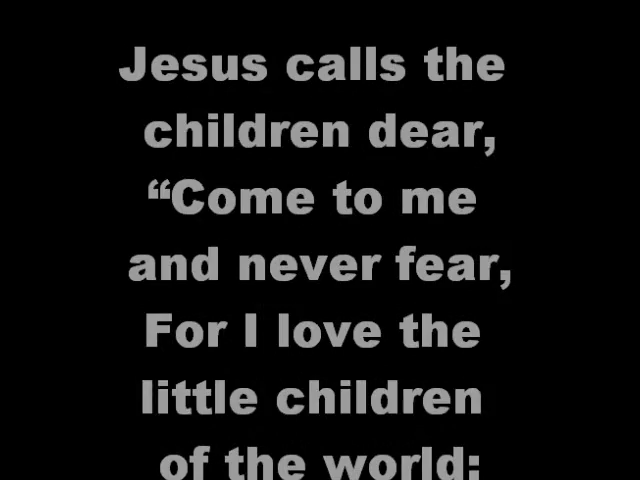 Jesus calls the
children dear,
“Come to me
and never fear,
For I love the
little children
of the world;